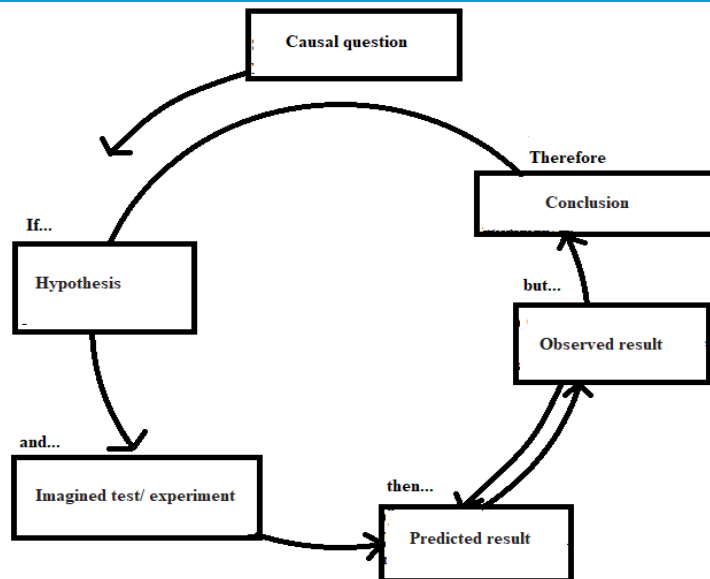 Causal question
Therefore
Conclusion
If...
Hypothesis
but...
Observed result
and...
Imagined test/ experiment
then...
Predicted result